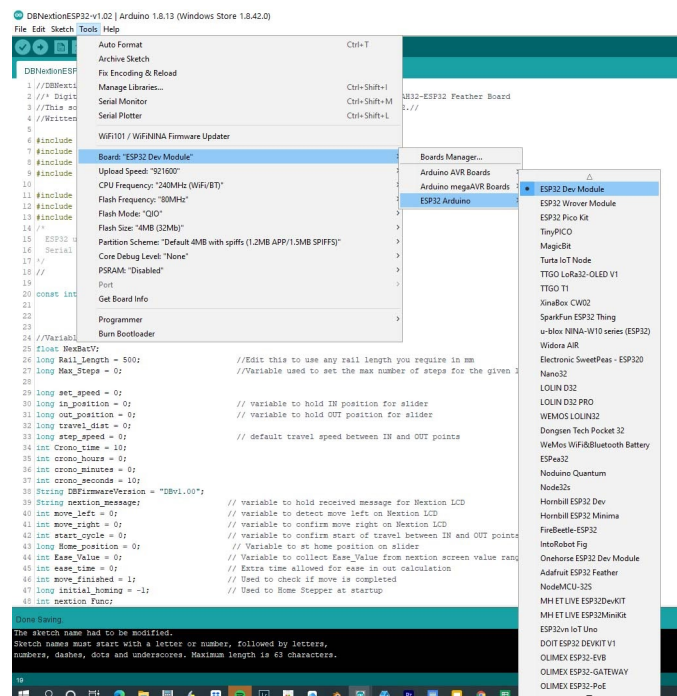 DBNextionESP32-v1.02 | Arduino 1.8.13 (Windows Store 1.8.42.0)
File Edit Sketch Tools Help
DBNextionESP
Auto Format Ctrl+T
Archive Sketch
Fix Encoding & Reload
Manage Libraries... Ctrl+Shift+I
Serial Monitor Ctrl+Shift+M
Serial Plotter Ctrl+Shift+L
WiFi101 / WiFiNINA Firmware Updater
Board: "ESP32 Dev Module"
Upload Speed: "921600"
CPU Frequency: "240MHz (WiFi/BT)"
Flash Frequency: "80MHz"
Flash Mode: "QIO"
Flash Size: "4MB (32Mb)"
Partition Scheme: "Default 4MB with spiffs (1.2MB APP/1.5MB SPIFFS)"
Core Debug Level: "None"
PSRAM: "Disabled"
Port
Get Board Info
Programmer
Burn Bootloader
Boards Manager...
Arduino AVR Boards
Arduino megaAVR Boards
ESP32 Arduino
ESP32 Dev Module
ESP32 Wrover Module
ESP32 Pico Kit
TinyPICO
MagicBit
Turta IoT Node
TTGO LoRa32-OLED V1
TTGO T1
XinaBox CW02
SparkFun ESP32 Thing
u-blox NINA-W10 series (ESP32)
Widora AIR
Electronic SweetPeas - ESP320
Nano32
LOLIN D32
LOLIN D32 PRO
WEMOS LOLIN32
Dongsen Tech Pocket 32
WeMos WiFi&Bluetooth Battery
ESPea32
Noduino Quantum
Node32s
Hornbill ESP32 Dev
Hornbill ESP32 Minima
FireBeetle-ESP32
IntoRobot Fig
Onehorse ESP32 Dev Module
Adafruit ESP32 Feather
NodeMCU-32S
MH ET LIVE ESP32DevKIT
MH ET LIVE ESP32MiniKit
ESP32vn IoT Uno
DOIT ESP32 DEVKIT V1
OLIMEX ESP32-EVB
OLIMEX ESP32-GATEWAY
OLIMEX ESP32-PoE
1 //DBNexti
2 //* Digit AH32-ESP32 Feather Board
3 //This so 2.//
4 //Written
5
6 #include
7 #include
8 #include
9 #include
10
11 #include
12 #include
13 #include
14 /*
15 ESP32 u
16 Serial
17 */
18 //
19
20 const int
21
22
23
24 //Variabl
25 float NexBatV;
26 long Rail_Length = 500; //Edit this to use any rail length you require in mm
27 long Max_Steps = 0; //Variable used to set the max number of steps for the given l
28
29 long set_speed = 0;
30 long in_position = 0; // variable to hold IN position for slider
31 long out_position = 0; // variable to hold OUT position for slider
32 long travel_dist = 0;
33 long step_speed = 0; // default travel speed between IN and OUT points
34 int Crono_time = 10;
35 int crono_hours = 0;
36 int crono_minutes = 0;
37 int crono_seconds = 10;
38 String DBFirmwareVersion = "DBv1.00";
39 String nextion_message; // variable to hold received message for Nextion LCD
40 int move_left = 0; // variable to detect move left on Nextion LCD
41 int move_right = 0; // variable to confirm move right on Nextion LCD
42 int start_cycle = 0; // variable to confirm start of travel between IN and OUT points
43 long Home_position = 0; // Variable to st home position on slider
44 int Ease_Value = 0; // Variable to collect Ease_Value from nextion screen value rang
45 int ease_time = 0; // Extra time allowed for ease in out calculation
46 int move_finished = 1; // Used to check if move is completed
47 long initial_homing = -1; // Used to Home Stepper at startup
48 int nextion Func;
Done Saving.
The sketch name had to be modified.
Sketch names must start with a letter or number, followed by letters,
numbers, dashes, dots and underscores. Maximum length is 63 characters.
19